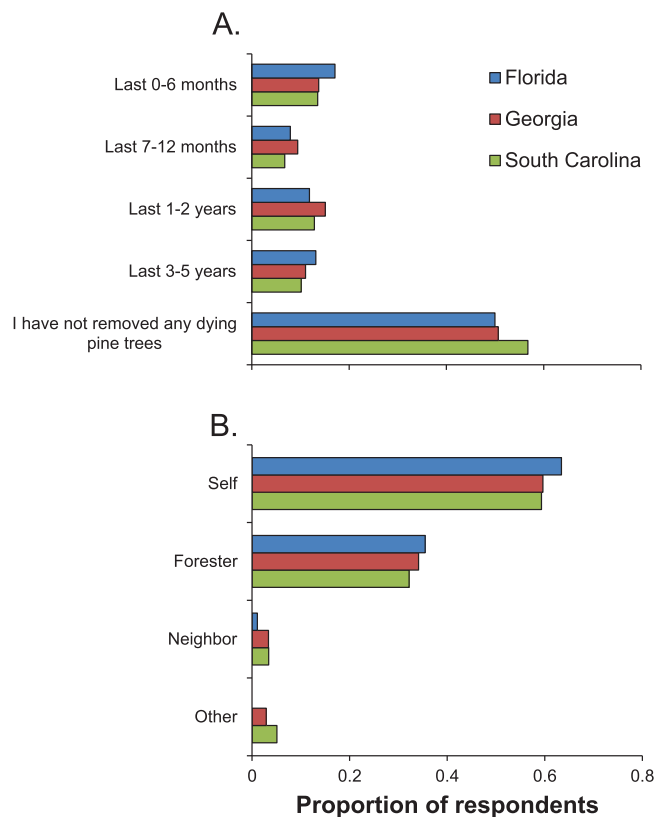 A.
Florida
Georgia
South Carolina
Last 0-6 months
Last 7-12 months
Last 1-2 years
Last 3-5 years
I have not removed any dying
pine trees
B.
Self
Forester
Neighbor
Other
0 0.2 0.4 0.6 0.8
Proportion of respondents